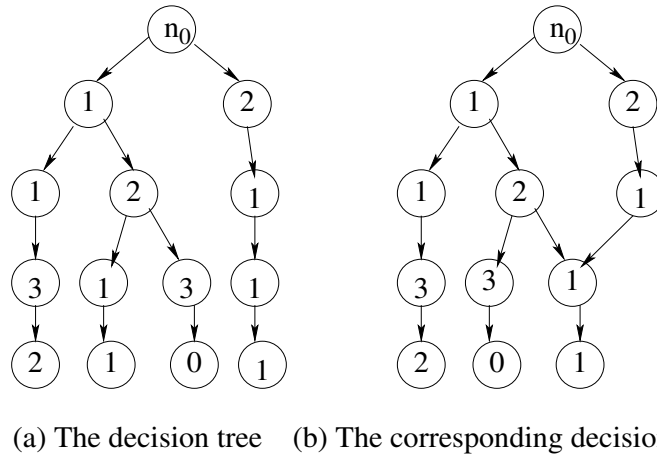 n0 n0
1 2 1 2
1 2 1 1 2 1
3 1 3 1 3 3 1
2 1 0 1 2 0 1
(a) The decision tree (b) The corresponding decisio